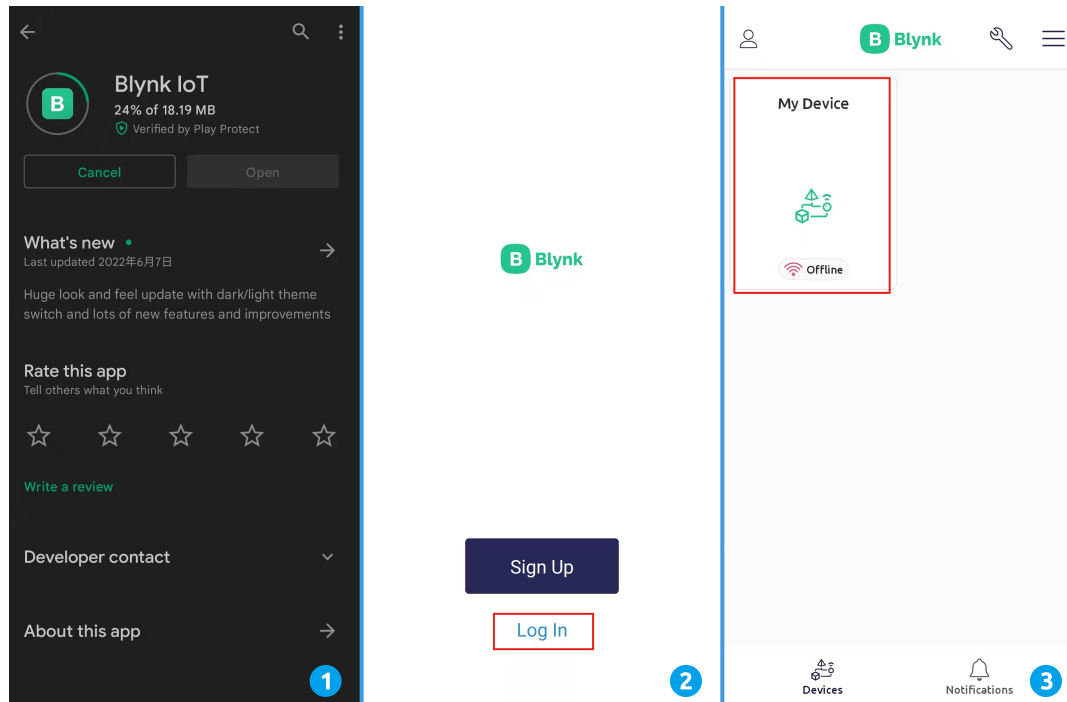 Blynk IoT
24% of 18.19 MB
Verified by Play Protect
Cancel
Open
What's new
Last updated 2022年6月7日
Huge look and feel update with dark/light theme
switch and lots of new features and improvements
Rate this app
Tell others what you think
Write a review
Developer contact
About this app
1
B Blynk
Sign Up
Log In
2
B Blynk
My Device
Offline
Devices
Notifications
3